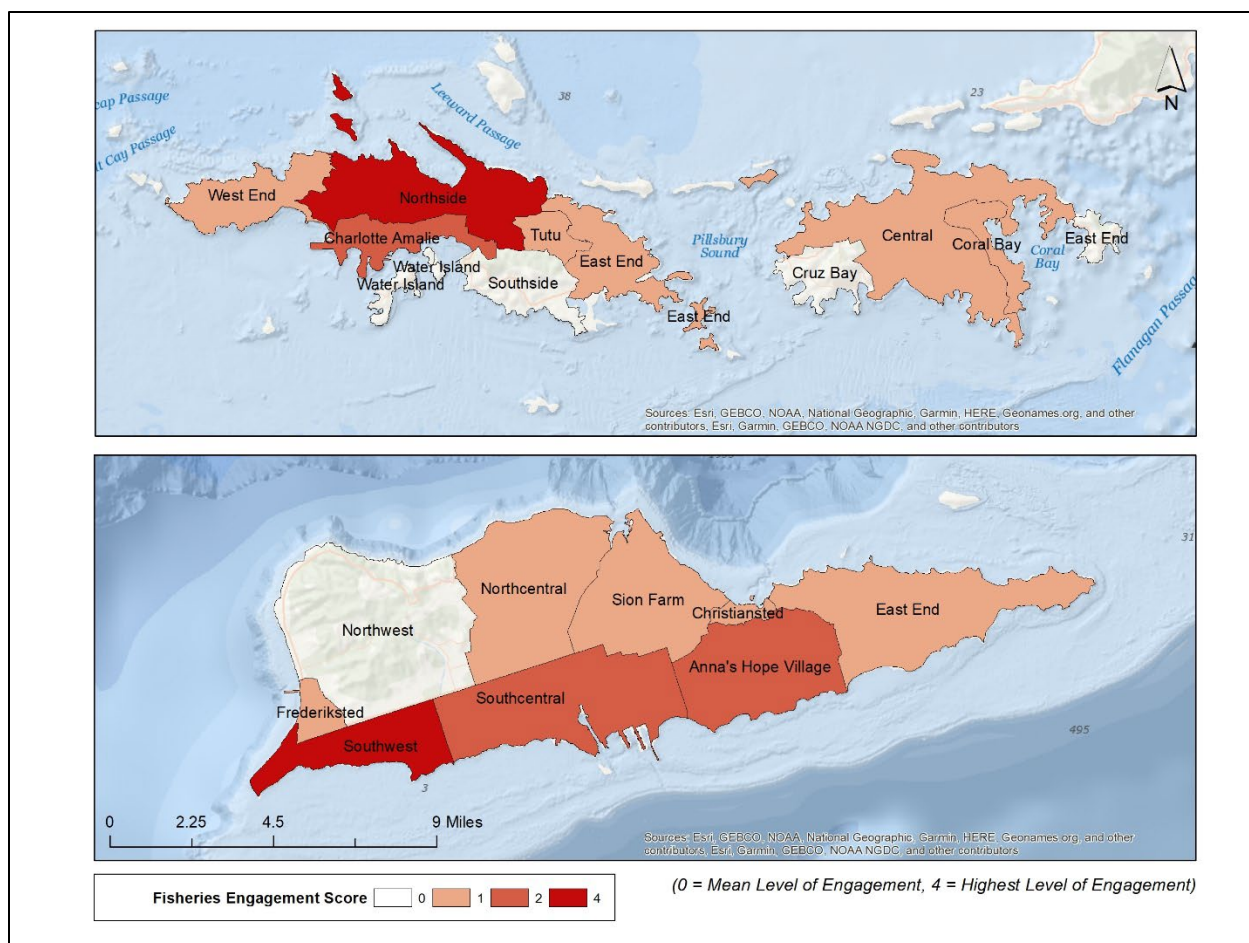 cap Passage
t Cay Passage
Leeward Passage
38
23
N
West End
Northside
Charlotte Amalie
Tutu
Water Island
Water Island
Southside
East End
East End
Pillsbury
Sound
Central
Cruz Bay
Coral Bay
Coral
Bay
East End
Flanagan Passag
Sources: Esri, GEBCO, NOAA, National Geographic, Garmin, HERE, Geonames.org, and other
contributors, Esri, Garmin, GEBCO, NOAA NGDC, and other contributors
31
Northcentral
Sion Farm
Christiansted
East End
Northwest
Anna's Hope Village
Southcentral
Frederiksted
Southwest
3
495
0 2.25 4.5 9 Miles
Sources: Esri, GEBCO, NOAA, National Geographic, Garmin, HERE, Geonames.org, and other
contributors, Esri, Garmin, GEBCO, NOAA NGDC, and other contributors
Fisheries Engagement Score 0 1 2 4
(0 = Mean Level of Engagement, 4 = Highest Level of Engagement)